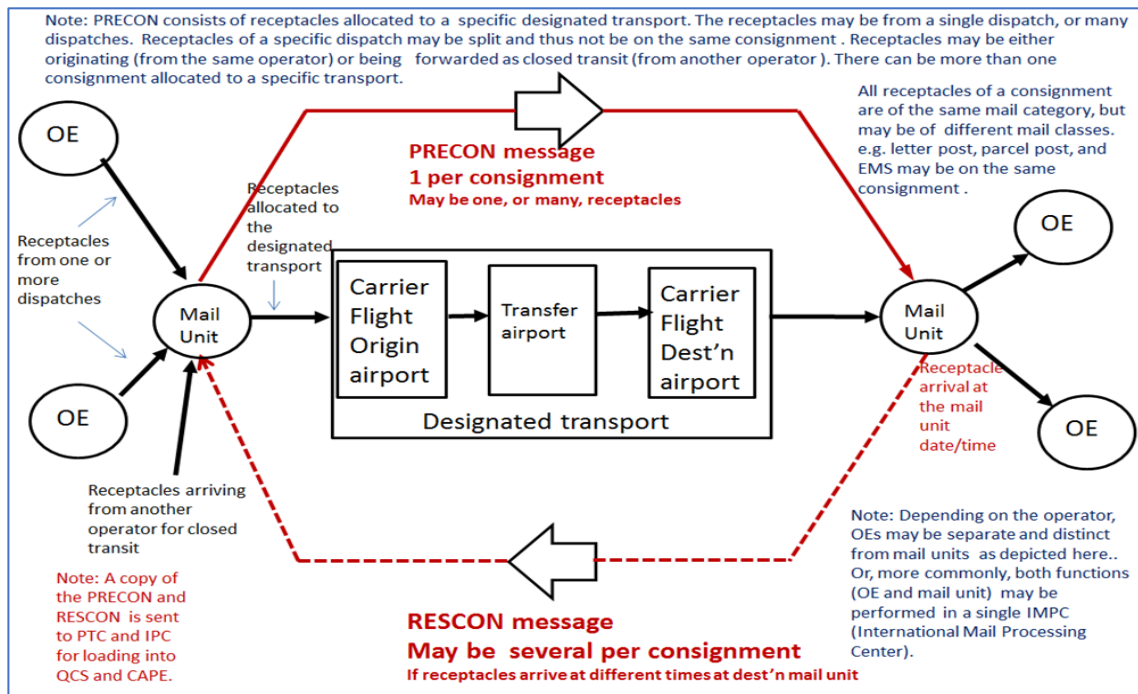 Note: PRECON consists of receptacles allocated to a specific designated transport. The receptacles may be from a single dispatch, or many
dispatches. Receptacles of a specific dispatch may be split and thus not be on the same consignment . Receptacles may be either
originating (from the same operator) or being forwarded as closed transit (from another operator ). There can be more than one
consignment allocated to a specific transport.
All receptacles of a consignment
are of the same mail category, but
may be of different mail classes.
e.g. letter post, parcel post, and
EMS may be on the same
consignment .
OE
PRECON message
1 per consignment
May be one, or many, receptacles
Receptacles
allocated to
the
designated
transport
Receptacles
from one or
more
dispatches
OE
Mail
Unit
Carrier
Flight
Origin
airport
Transfer
airport
Carrier
Flight
Dest'n
airport
Designated transport
Mail
Unit
OE
Receptacle
arrival at
the mail
unit
date/time
OE
Receptacles arriving
from another
operator for closed
transit
Note: A copy of
the PRECON and
RESCON is sent
to PTC and IPC
for loading into
QCS and CAPE.
RESCON message
May be several per consignment
If receptacles arrive at different times at dest'n mail unit
Note: Depending on the operator,
OEs may be separate and distinct
from mail units as depicted here..
Or, more commonly, both functions
(OE and mail unit) may be
performed in a single IMPC
(International Mail Processing
Center).